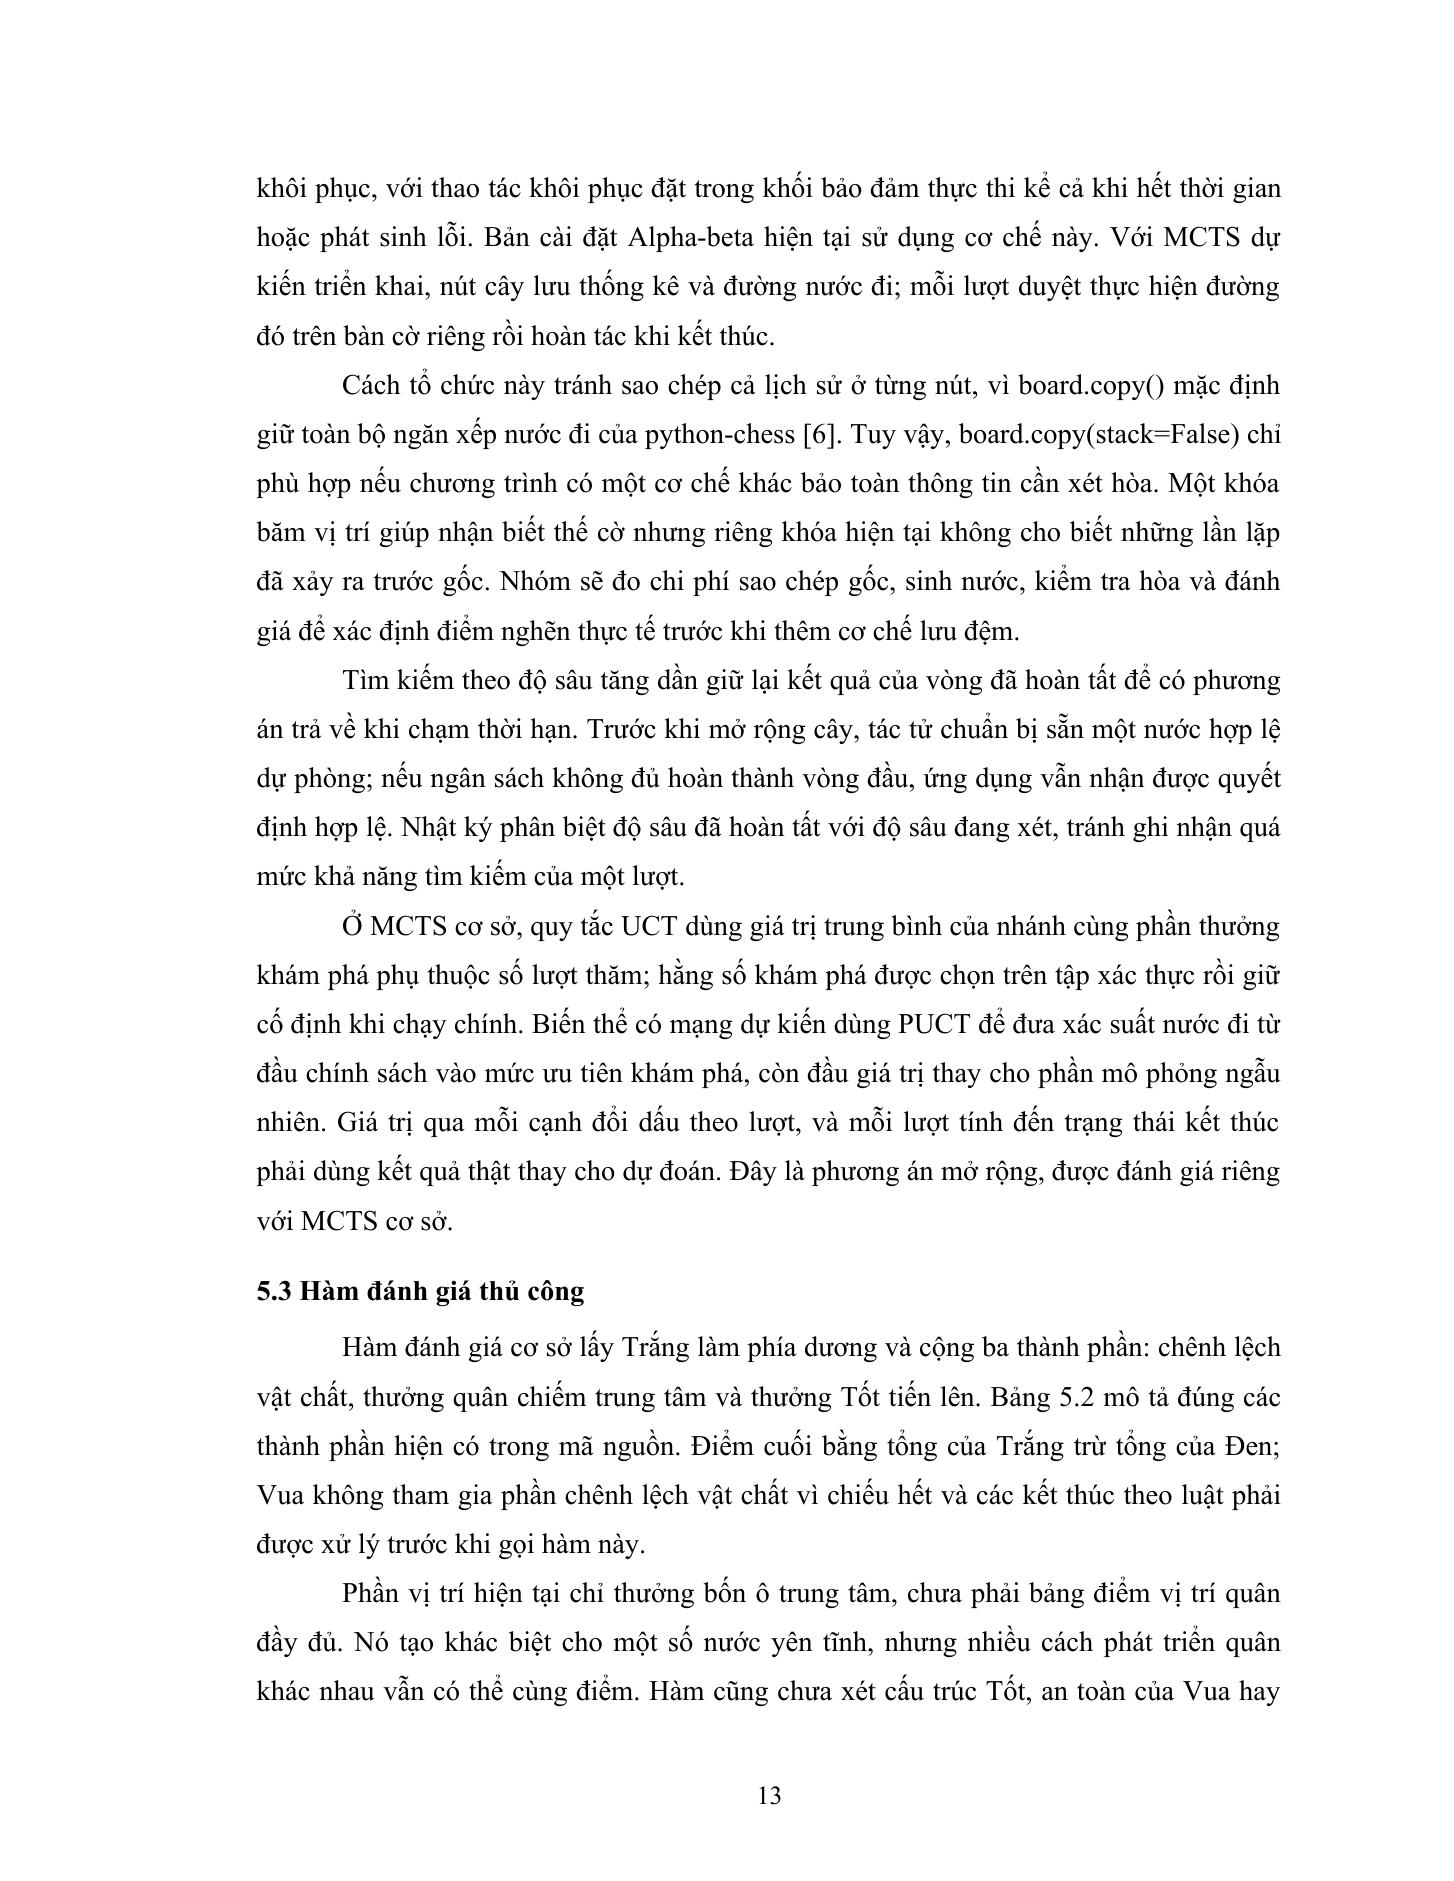 khôi phục, với thao tác khôi phục đặt trong khối bảo đảm thực thi kể cả khi hết thời gian
hoặc phát sinh lỗi. Bản cài đặt Alpha-beta hiện tại sử dụng cơ chế này. Với MCTS dự
kiến triển khai, nút cây lưu thống kê và đường nước đi; mỗi lượt duyệt thực hiện đường
đó trên bàn cờ riêng rồi hoàn tác khi kết thúc.
Cách tổ chức này tránh sao chép cả lịch sử ở từng nút, vì board.copy() mặc định
giữ toàn bộ ngăn xếp nước đi của python-chess [6]. Tuy vậy, board.copy(stack=False) chỉ
phù hợp nếu chương trình có một cơ chế khác bảo toàn thông tin cần xét hòa. Một khóa
băm vị trí giúp nhận biết thế cờ nhưng riêng khóa hiện tại không cho biết những lần lặp
đã xảy ra trước gốc. Nhóm sẽ đo chi phí sao chép gốc, sinh nước, kiểm tra hòa và đánh
giá để xác định điểm nghẽn thực tế trước khi thêm cơ chế lưu đệm.
Tìm kiếm theo độ sâu tăng dần giữ lại kết quả của vòng đã hoàn tất để có phương
án trả về khi chạm thời hạn. Trước khi mở rộng cây, tác tử chuẩn bị sẵn một nước hợp lệ
dự phòng; nếu ngân sách không đủ hoàn thành vòng đầu, ứng dụng vẫn nhận được quyết
định hợp lệ. Nhật ký phân biệt độ sâu đã hoàn tất với độ sâu đang xét, tránh ghi nhận quá
mức khả năng tìm kiếm của một lượt.
Ở MCTS cơ sở, quy tắc UCT dùng giá trị trung bình của nhánh cùng phần thưởng
khám phá phụ thuộc số lượt thăm; hằng số khám phá được chọn trên tập xác thực rồi giữ
cố định khi chạy chính. Biến thể có mạng dự kiến dùng PUCT để đưa xác suất nước đi từ
đầu chính sách vào mức ưu tiên khám phá, còn đầu giá trị thay cho phần mô phỏng ngẫu
nhiên. Giá trị qua mỗi cạnh đổi dấu theo lượt, và mỗi lượt tính đến trạng thái kết thúc
phải dùng kết quả thật thay cho dự đoán. Đây là phương án mở rộng, được đánh giá riêng
với MCTS cơ sở.
5.3 Hàm đánh giá thủ công
Hàm đánh giá cơ sở lấy Trắng làm phía dương và cộng ba thành phần: chênh lệch
vật chất, thưởng quân chiếm trung tâm và thưởng Tốt tiến lên. Bảng 5.2 mô tả đúng các
thành phần hiện có trong mã nguồn. Điểm cuối bằng tổng của Trắng trừ tổng của Đen;
Vua không tham gia phần chênh lệch vật chất vì chiếu hết và các kết thúc theo luật phải
được xử lý trước khi gọi hàm này.
Phần vị trí hiện tại chỉ thưởng bốn ô trung tâm, chưa phải bảng điểm vị trí quân
đầy đủ. Nó tạo khác biệt cho một số nước yên tĩnh, nhưng nhiều cách phát triển quân
khác nhau vẫn có thể cùng điểm. Hàm cũng chưa xét cấu trúc Tốt, an toàn của Vua hay
13